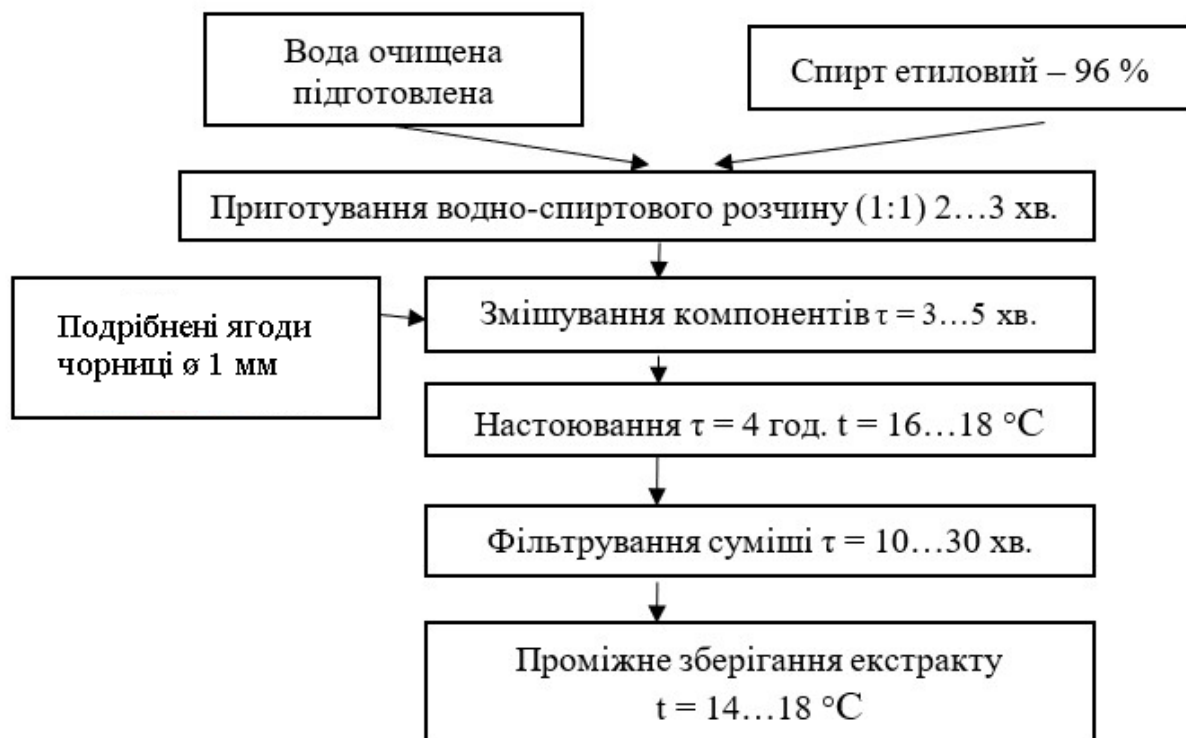 Вода очищена
підготовлена
Спирт етиловий – 96 %
Приготування водно-спиртового розчину (1:1) 2…3 хв.
Подрібнені ягоди
чорниці ø 1 мм
Змішування компонентів τ = 3…5 хв.
Настоювання τ = 4 год. t = 16…18 °C
Фільтрування суміші τ = 10…30 хв.
Проміжне зберігання екстракту
t = 14…18 °C